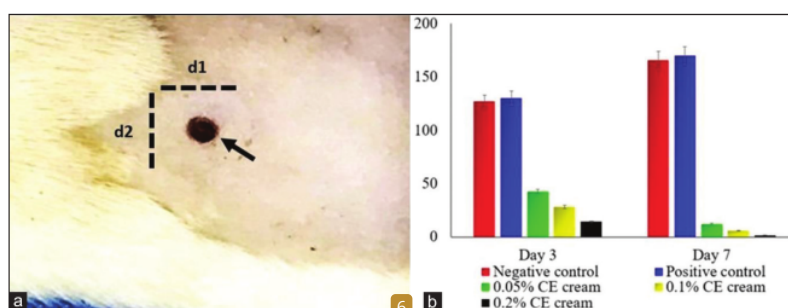 d1
d2
a
6
200
150
100
50
0
Day 3
Day 7
Negative control
Positive control
0.05% CE cream
0.1% CE cream
0.2% CE cream
b